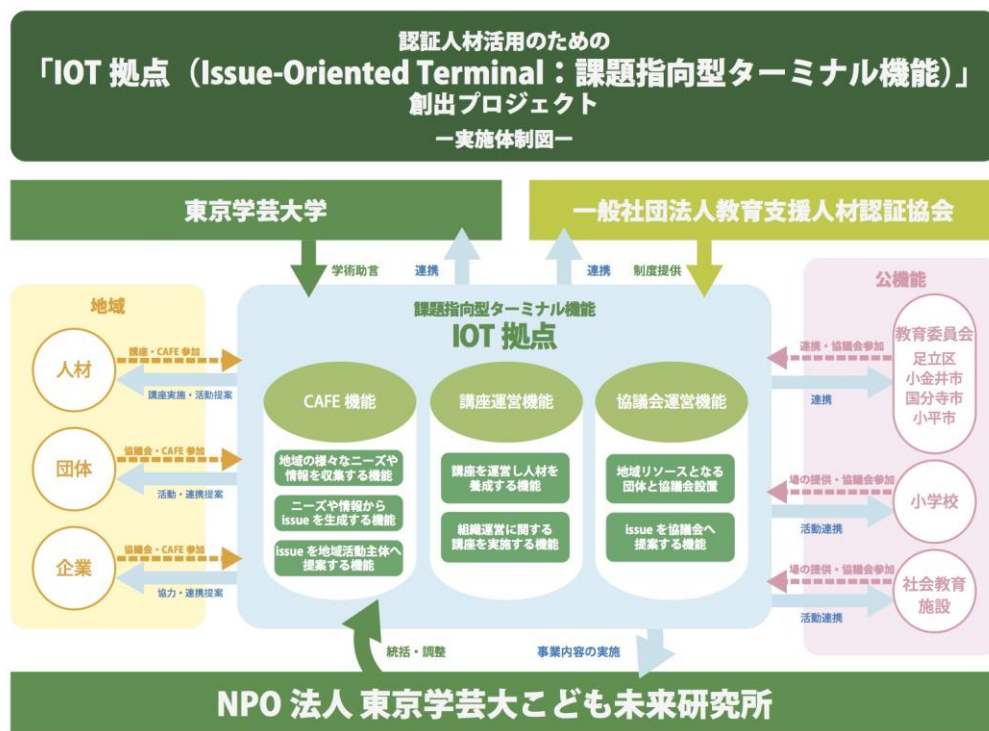 認証人材活用のための
「IOT 拠点（Issue-Oriented Terminal：課題指向型ターミナル機能）」
創出プロジェクト
ー実施体制図ー
東京学芸大学
一般社団法人教育支援人材認証協会
学術助言
連携
連携
制度提供
地域
人材
講座・CAFE 参加
講座実施・活動提案
団体
協議会・CAFE 参加
活動・連携提案
企業
協議会・CAFE 参加
協力・連携提案
課題指向型ターミナル機能
IOT 拠点
CAFE 機能
地域の様々なニーズや
情報を収集する機能
ニーズや情報から
issue を生成する機能
issue を地域活動主体へ
提案する機能
講座運営機能
講座を運営し人材を
養成する機能
組織運営に関する
講座を実施する機能
協議会運営機能
地域リソースとなる
団体と協議会設置
issue を協議会へ
提案する機能
公機能
連携・協議会参加
連携
教育委員会
足立区
小金井市
国分寺市
小平市
場の提供・協議会参加
活動連携
小学校
場の提供・協議会参加
活動連携
社会教育
施設
統括・調整
事業内容の実施
NPO 法人 東京学芸大こども未来研究所